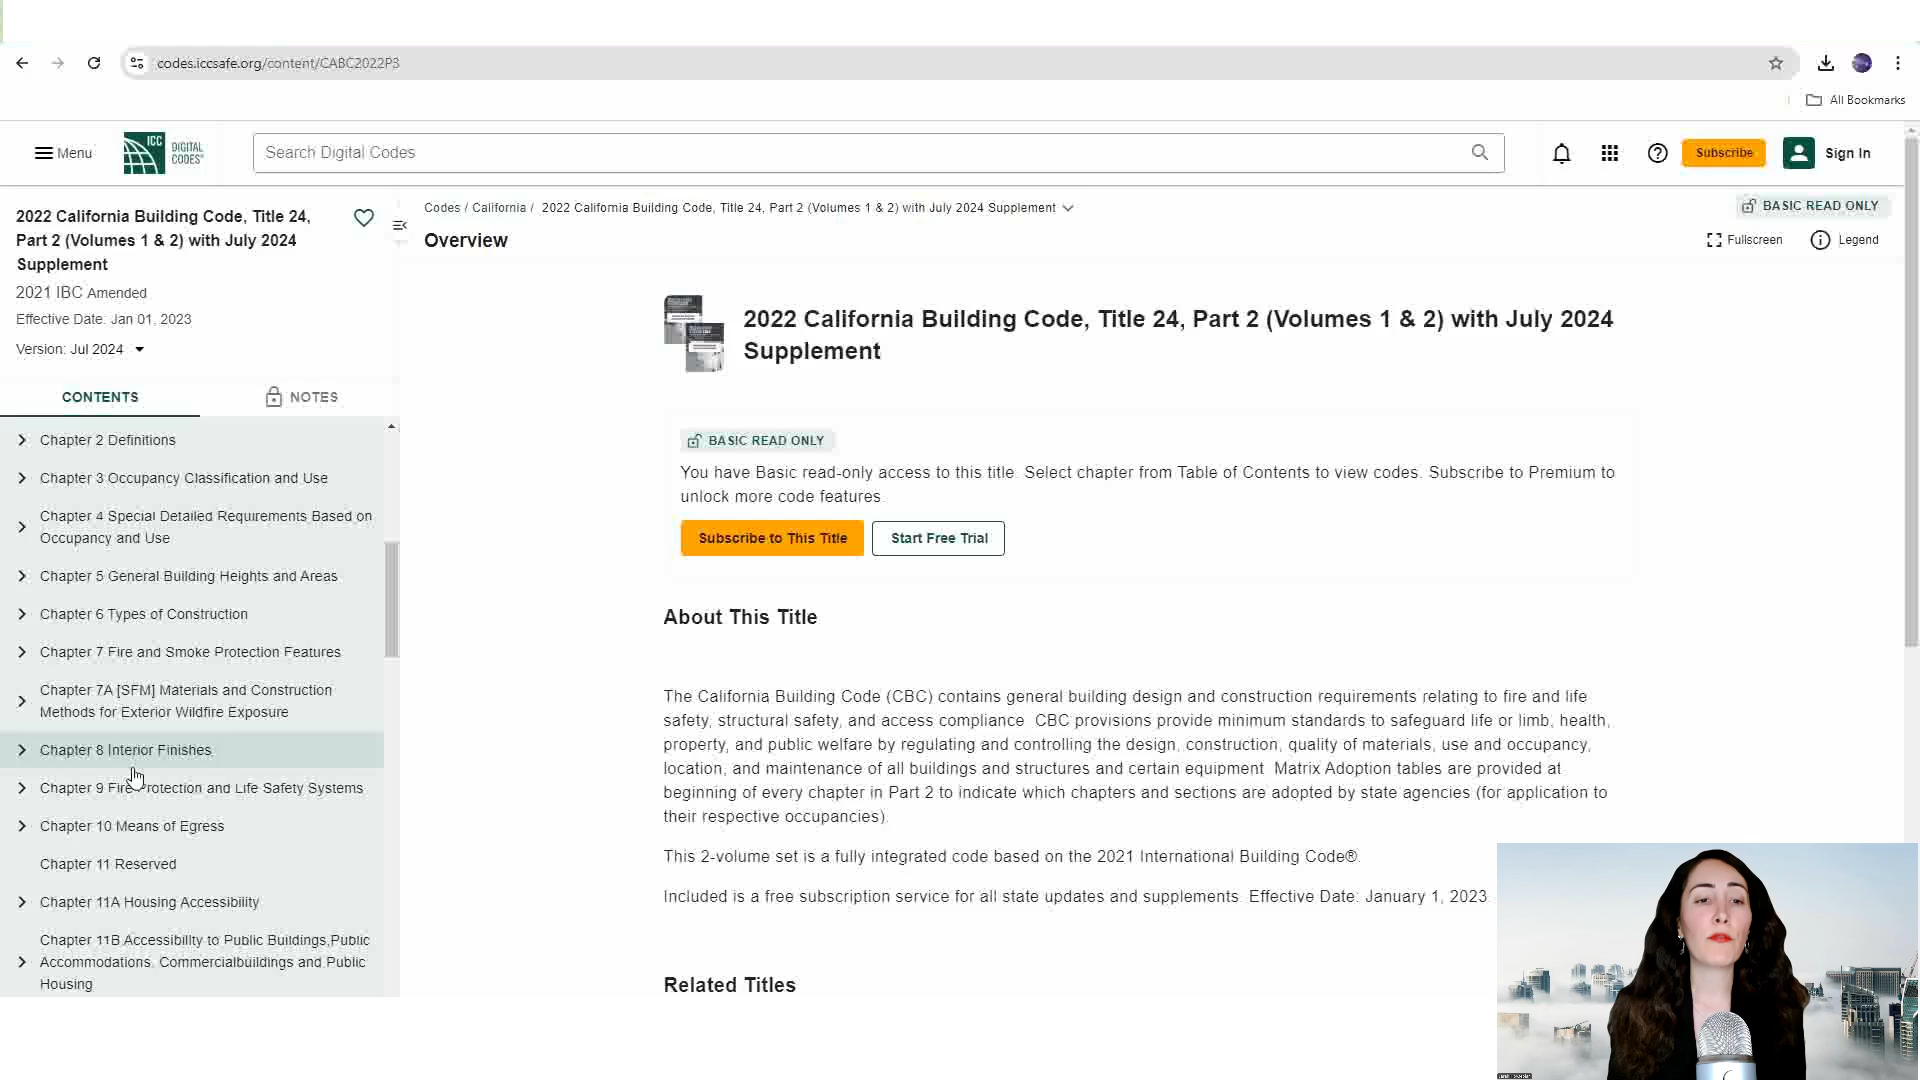 codes.iccsafe.org/content/CABC2022P3
All Bookmarks
Menu
ICC
DIGITAL
CODES
Search Digital Codes
Subscribe
Sign In
2022 California Building Code, Title 24,
Part 2 (Volumes 1 & 2) with July 2024
Supplement
2021 IBC Amended
Effective Date: Jan 01, 2023
Version: Jul 2024
CONTENTS
NOTES
Chapter 2 Definitions
Chapter 3 Occupancy Classification and Use
Chapter 4 Special Detailed Requirements Based on
Occupancy and Use
Chapter 5 General Building Heights and Areas
Chapter 6 Types of Construction
Chapter 7 Fire and Smoke Protection Features
Chapter 7A [SFM] Materials and Construction
Methods for Exterior Wildfire Exposure
Chapter 8 Interior Finishes
Chapter 9 Fire Protection and Life Safety Systems
Chapter 10 Means of Egress
Chapter 11 Reserved
Chapter 11A Housing Accessibility
Chapter 11B Accessibility to Public Buildings,Public
Accommodations, Commercialbuildings and Public
Housing
Codes / California / 2022 California Building Code, Title 24, Part 2 (Volumes 1 & 2) with July 2024 Supplement
BASIC READ ONLY
Overview
Fullscreen
Legend
2022 California Building Code, Title 24, Part 2 (Volumes 1 & 2) with July 2024
Supplement
BASIC READ ONLY
You have Basic read-only access to this title. Select chapter from Table of Contents to view codes. Subscribe to Premium to
unlock more code features.
Subscribe to This Title
Start Free Trial
About This Title
The California Building Code (CBC) contains general building design and construction requirements relating to fire and life
safety, structural safety, and access compliance. CBC provisions provide minimum standards to safeguard life or limb, health,
property, and public welfare by regulating and controlling the design, construction, quality of materials, use and occupancy,
location, and maintenance of all buildings and structures and certain equipment. Matrix Adoption tables are provided at
beginning of every chapter in Part 2 to indicate which chapters and sections are adopted by state agencies (for application to
their respective occupancies).
This 2-volume set is a fully integrated code based on the 2021 International Building Code®.
Included is a free subscription service for all state updates and supplements. Effective Date: January 1, 2023
Related Titles